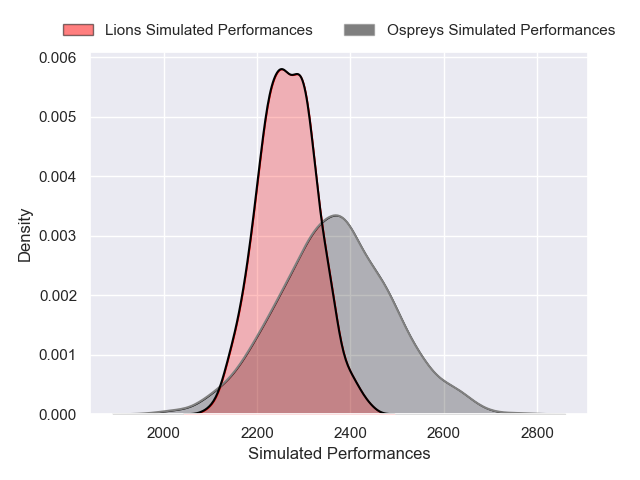 Lions Simulated Performances Ospreys Simulated Performances
0.006
0.005
0.004
0.003
0.002
0.001
0.000
Density
2000 2200 2400 2600 2800
Simulated Performances